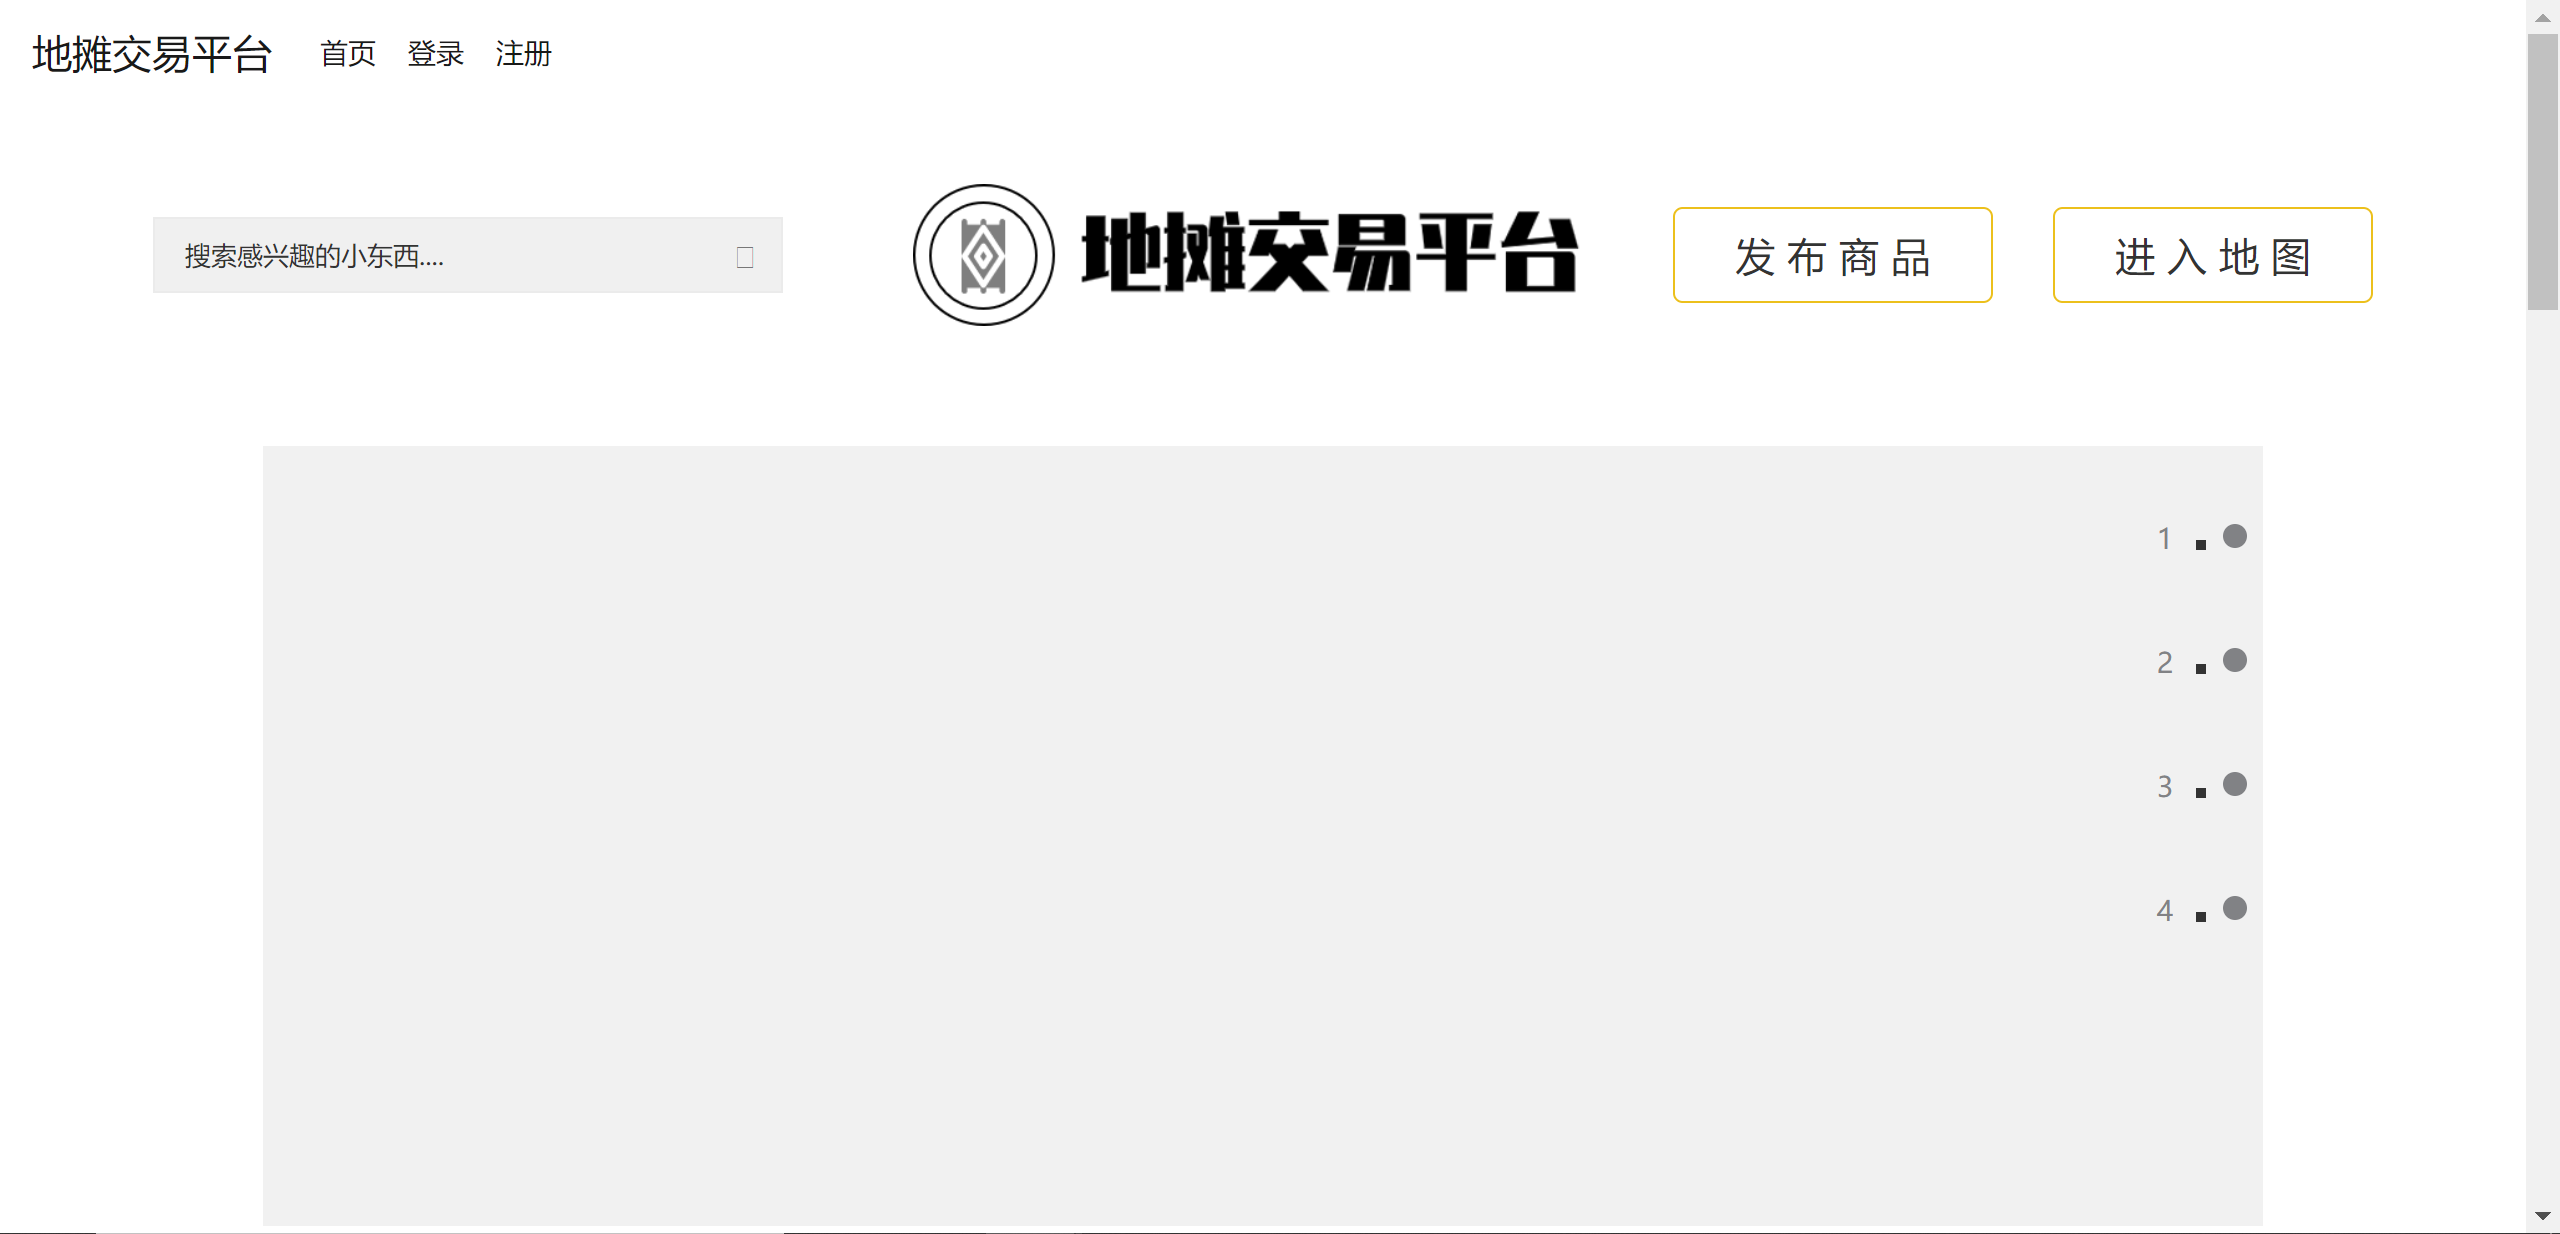 地摊交易平台 首页 登录 注册
搜索感兴趣的小东西....
地摊交易平台
发布商品
进入地图
1
2
3
4